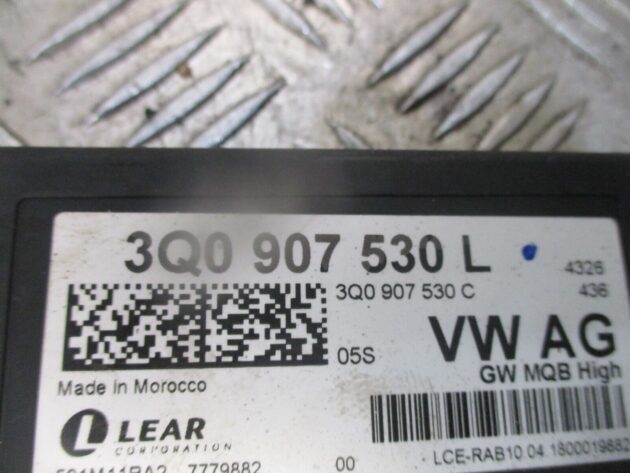 3Q0 907 530 L
4326
3Q0 907 530 C
436
VW AG
05S
GW MQB High
Made in Morocco
LEAR
CORPORATION
LCE-RAB10 04.1800019882
7779882 00